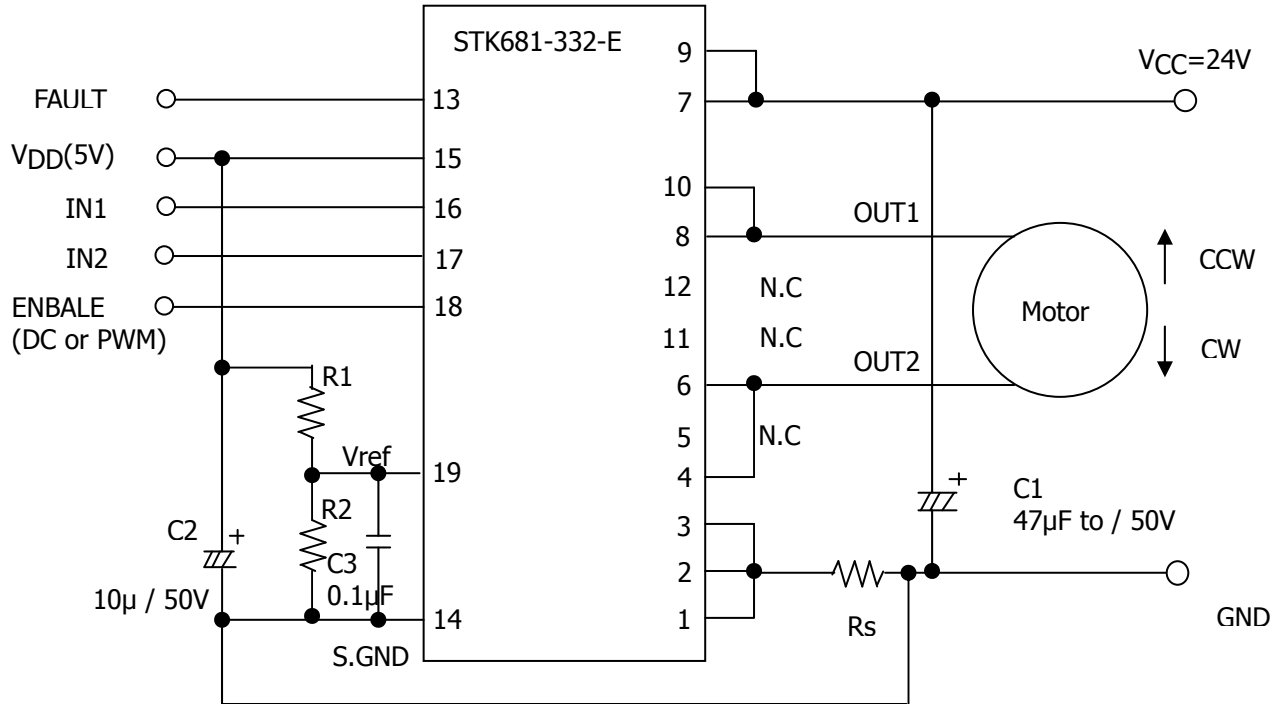 STK681-332-E
9
VCC=24V
FAULT
13
7
VDD(5V)
15
10
IN1
16
OUT1
8
IN2
17
CCW
12
N.C
ENBALE
18
(DC or PWM)
Motor
11
N.C
CW
OUT2
R1
6
5
N.C
Vref
19
4
R2
C1
47µF to / 50V
C2
+
+
3
C3
0.1µF
2
10µ / 50V
14
1
Rs
GND
S.GND